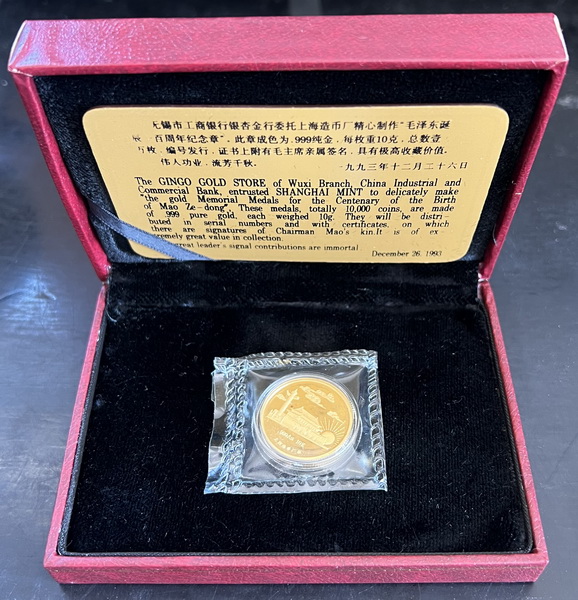 无锡市工商银行银杏金行委托上海造币厂精心制作“毛泽东诞
辰一百周年纪念章”，此章成色为.999纯金，每枚重10克，总数壹
万枚，编号发行，证书上附有毛主席亲属签名，具有极高收藏价值。
伟人功业，流芳千秋。
一九九三年十二月二十六日
The GINGO GOLD STORE of Wuxi Branch, China Industrial and
Commercial Bank, entrusted SHANGHAI MINT to delicately make
"the gold Memorial Medals for the Centenary of the Birth
of Mao Ze-dong". These medals, totally 10,000 coins, are made
of .999 pure gold, each weighed 10g. They will be distri-
buted in serial numbers and with certificates, on which
there are signatures of Chairman Mao's kin.It is of ex
tremely great value in collection.
great leader's signal contributions are immortal.
December 26, 1993